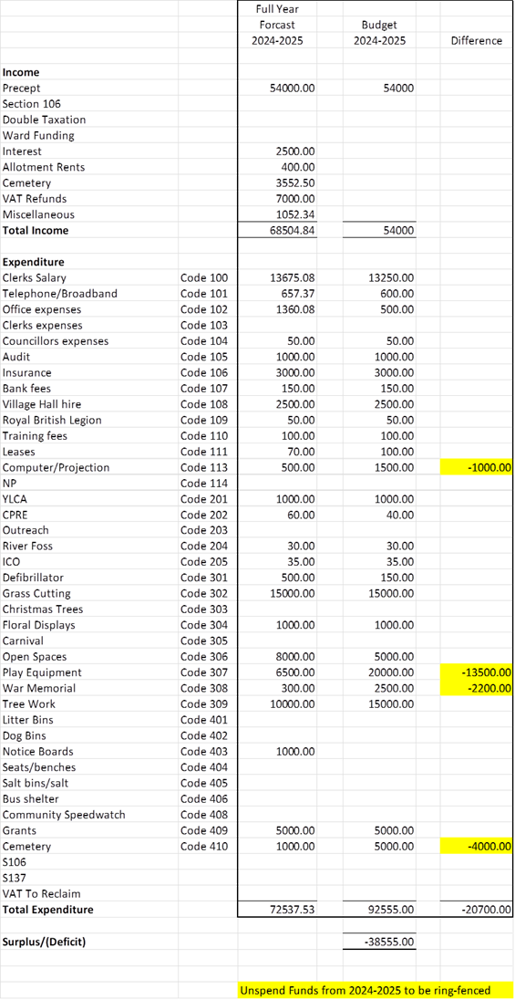 Full Year
Forcast Budget
2024-2025 2024-2025 Difference
Income
Precept 54000.00 54000
Section 106
Double Taxation
Ward Funding
Interest 2500.00
Allotment Rents 400.00
Cemetery 3552.50
VAT Refunds 7000.00
Miscellaneous 1052.34
Total Income 68504.84 54000
Expenditure
Clerks Salary Code 100 13675.08 13250.00
Telephone/Broadband Code 101 657.37 600.00
Office expenses Code 102 1360.08 500.00
Clerks expenses Code 103
Councillors expenses Code 104 50.00 50.00
Audit Code 105 1000.00 1000.00
Insurance Code 106 3000.00 3000.00
Bank fees Code 107 150.00 150.00
Village Hall hire Code 108 2500.00 2500.00
Royal British Legion Code 109 50.00 50.00
Training fees Code 110 100.00 100.00
Leases Code 111 70.00 100.00
Computer/Projection Code 113 500.00 1500.00 -1000.00
NP Code 114
YLCA Code 201 1000.00 1000.00
CPRE Code 202 60.00 40.00
Outreach Code 203
River Foss Code 204 30.00 30.00
ICO Code 205 35.00 35.00
Defibrillator Code 301 500.00 150.00
Grass Cutting Code 302 15000.00 15000.00
Christmas Trees Code 303
Floral Displays Code 304 1000.00 1000.00
Carnival Code 305
Open Spaces Code 306 8000.00 5000.00
Play Equipment Code 307 6500.00 20000.00 -13500.00
War Memorial Code 308 300.00 2500.00 -2200.00
Tree Work Code 309 10000.00 15000.00
Litter Bins Code 401
Dog Bins Code 402
Notice Boards Code 403 1000.00
Seats/benches Code 404
Salt bins/salt Code 405
Bus shelter Code 406
Community Speedwatch Code 408
Grants Code 409 5000.00 5000.00
Cemetery Code 410 1000.00 5000.00 -4000.00
S106
S137
VAT To Reclaim
Total Expenditure 72537.53 92555.00 -20700.00
Surplus/(Deficit) -38555.00
Unspend Funds from 2024-2025 to be ring-fenced